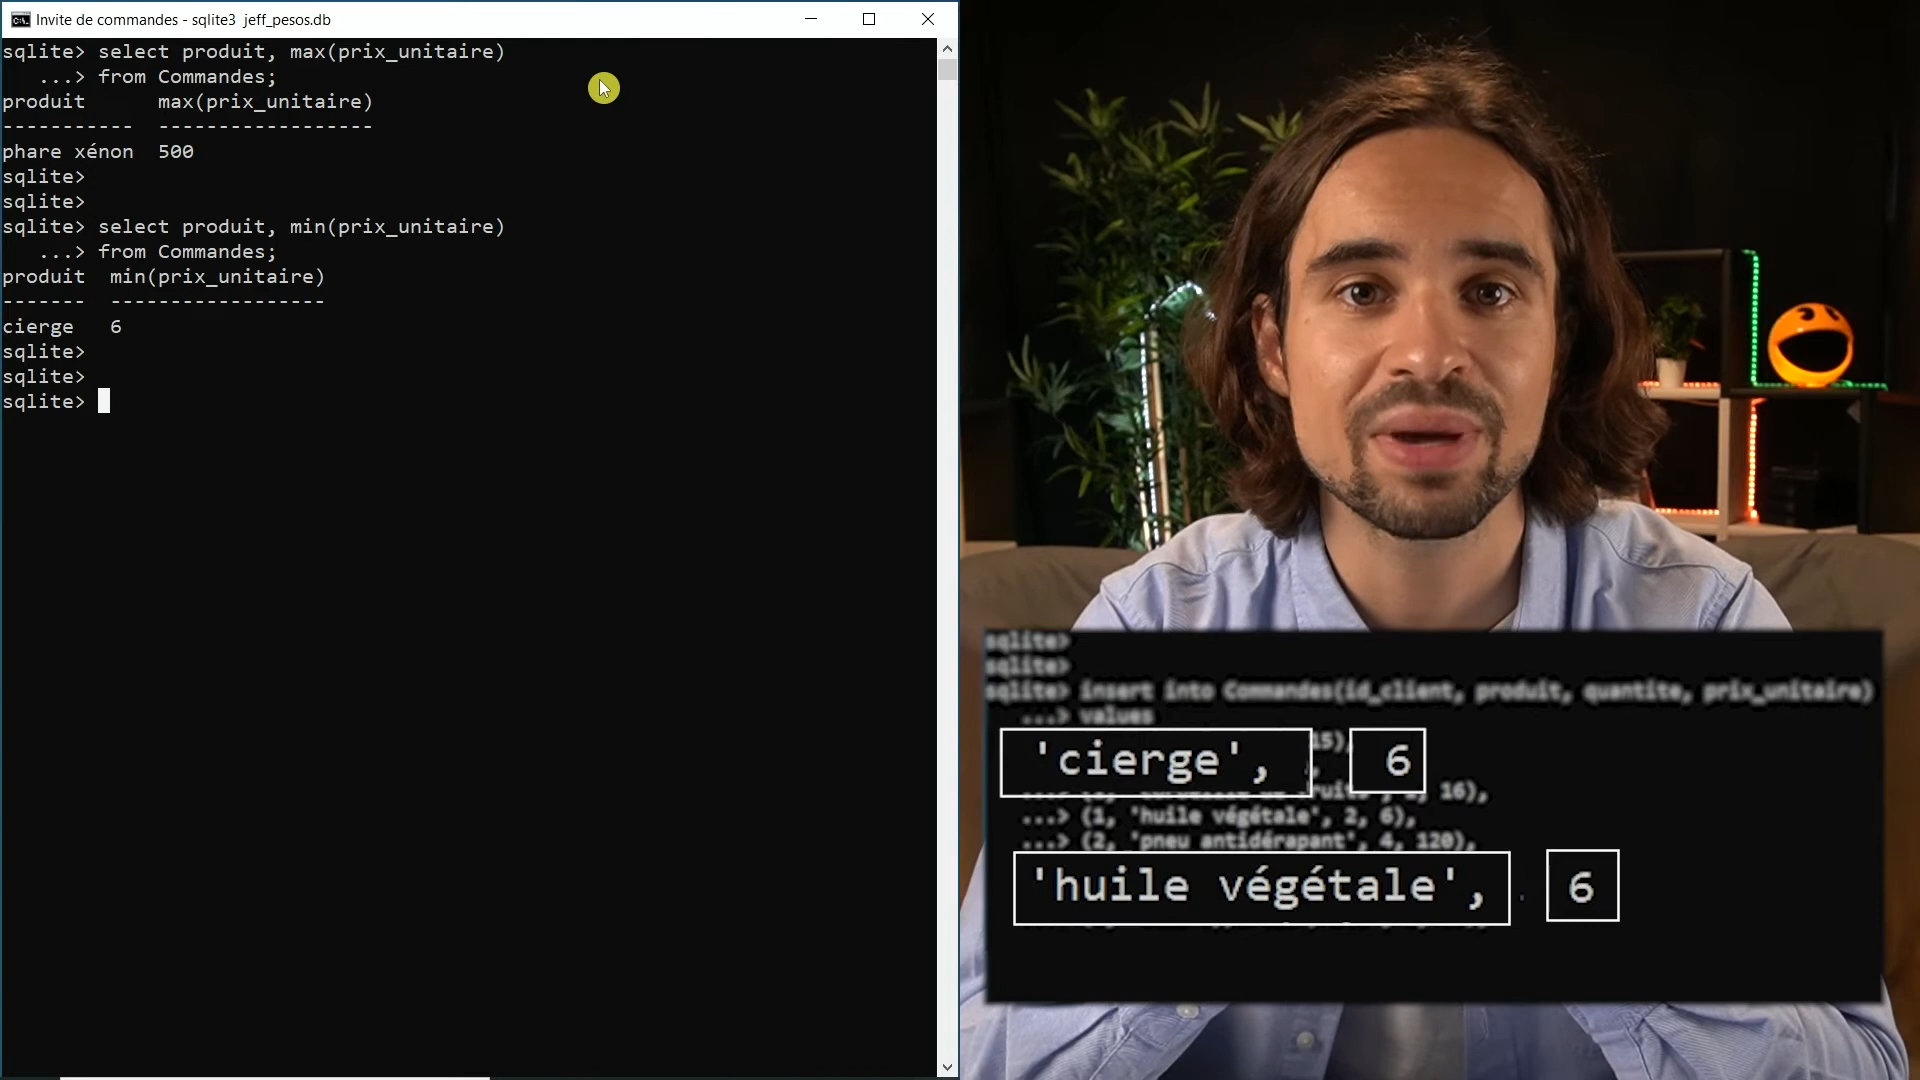 Invite de commandes - sqlite3 jeff_pesos.db
sqlite> select produit, max(prix_unitaire)
...> from Commandes;
produit max(prix_unitaire)
----------- ------------------
phare xénon 500
sqlite>
sqlite>
sqlite> select produit, min(prix_unitaire)
...> from Commandes;
produit min(prix_unitaire)
------- ------------------
cierge 6
sqlite>
sqlite>
sqlite>
sqlite>
sqlite>
sqlite> insert into Commandes(id_client, produit, quantite, prix_unitaire)
...> values
15),
'cierge', 6
16),
...> (1, 'huile végétale', 2, 6),
...> (2, 'pneu antidérapant', 4, 120),
'huile végétale', 6